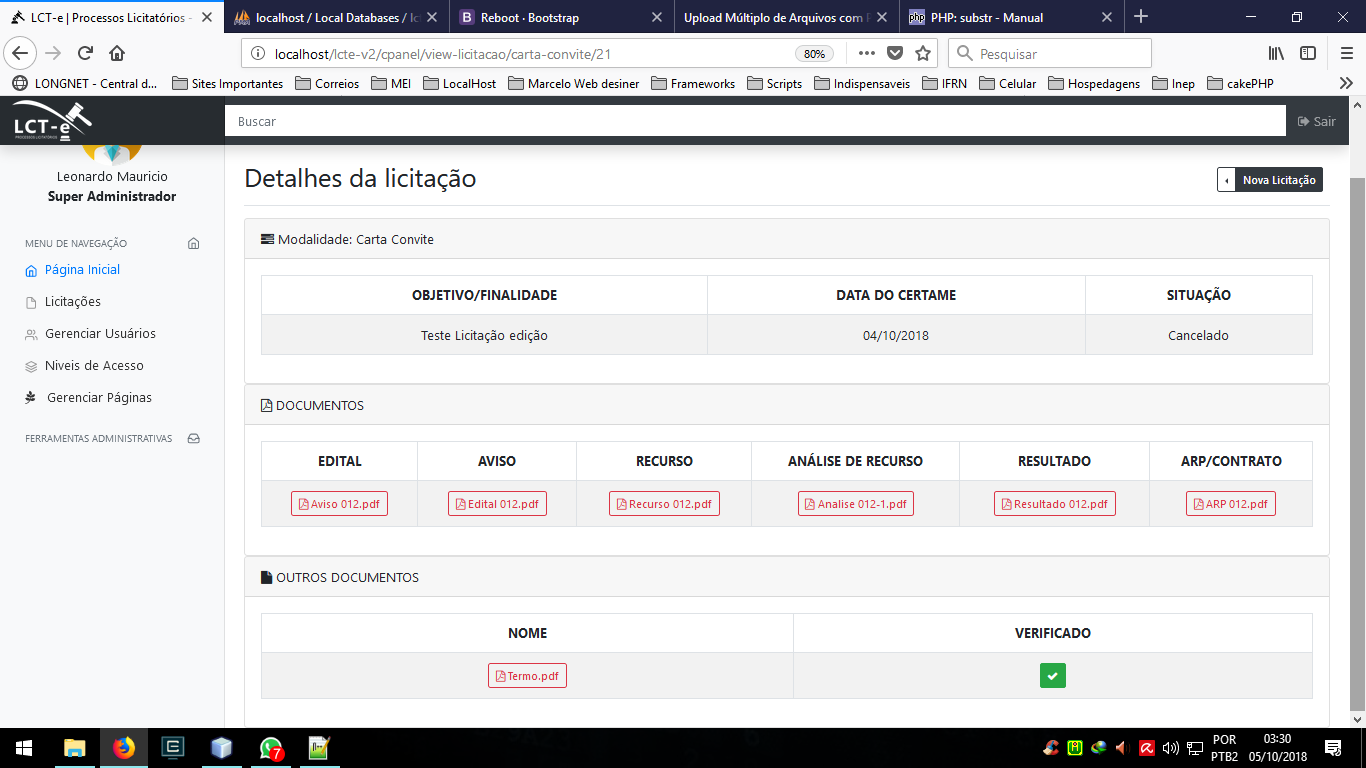 LCT-e | Processos Licitatórios -
localhost / Local Databases / lc
Reboot · Bootstrap
Upload Múltiplo de Arquivos com P
php PHP: substr - Manual
localhost/lcte-v2/cpanel/view-licitacao/carta-convite/21
80%
Pesquisar
LONGNET - Central d...
Sites Importantes
Correios
MEI
LocalHost
Marcelo Web desiner
Frameworks
Scripts
Indispensaveis
IFRN
Celular
Hospedagens
Inep
cakePHP
LCT-e
Buscar
Sair
Leonardo Mauricio
Super Administrador
MENU DE NAVEGAÇÃO
Página Inicial
Licitações
Gerenciar Usuários
Niveis de Acesso
Gerenciar Páginas
FERRAMENTAS ADMINISTRATIVAS
Detalhes da licitação
Nova Licitação
Modalidade: Carta Convite
OBJETIVO/FINALIDADE DATA DO CERTAME SITUAÇÃO
Teste Licitação edição 04/10/2018 Cancelado
DOCUMENTOS
EDITAL AVISO RECURSO ANÁLISE DE RECURSO RESULTADO ARP/CONTRATO
Aviso 012.pdf Edital 012.pdf Recurso 012.pdf Analise 012-1.pdf Resultado 012.pdf ARP 012.pdf
OUTROS DOCUMENTOS
NOME VERIFICADO
Termo.pdf
7
POR
PTB2
03:30
05/10/2018